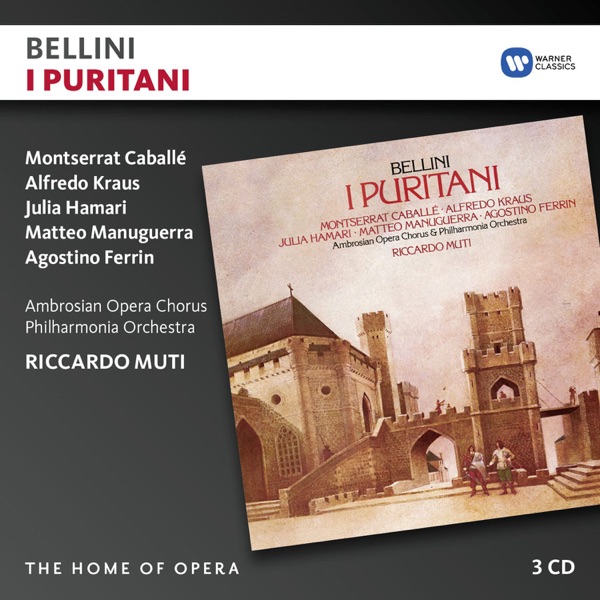 BELLINI
I PURITANI
WARNER
CLASSICS
Montserrat Caballé
Alfredo Kraus
Julia Hamari
Matteo Manuguerra
Agostino Ferrin
Ambrosian Opera Chorus
Philharmonia Orchestra
RICCARDO MUTI
BELLINI
I PURITANI
MONTSERRAT CABALLÉ · ALFREDO KRAUS
JULIA HAMARI · MATTEO MANUGUERRA · AGOSTINO FERRIN
Ambrosian Opera Chorus & Philharmonia Orchestra
RICCARDO MUTI
THE HOME OF OPERA
3 CD